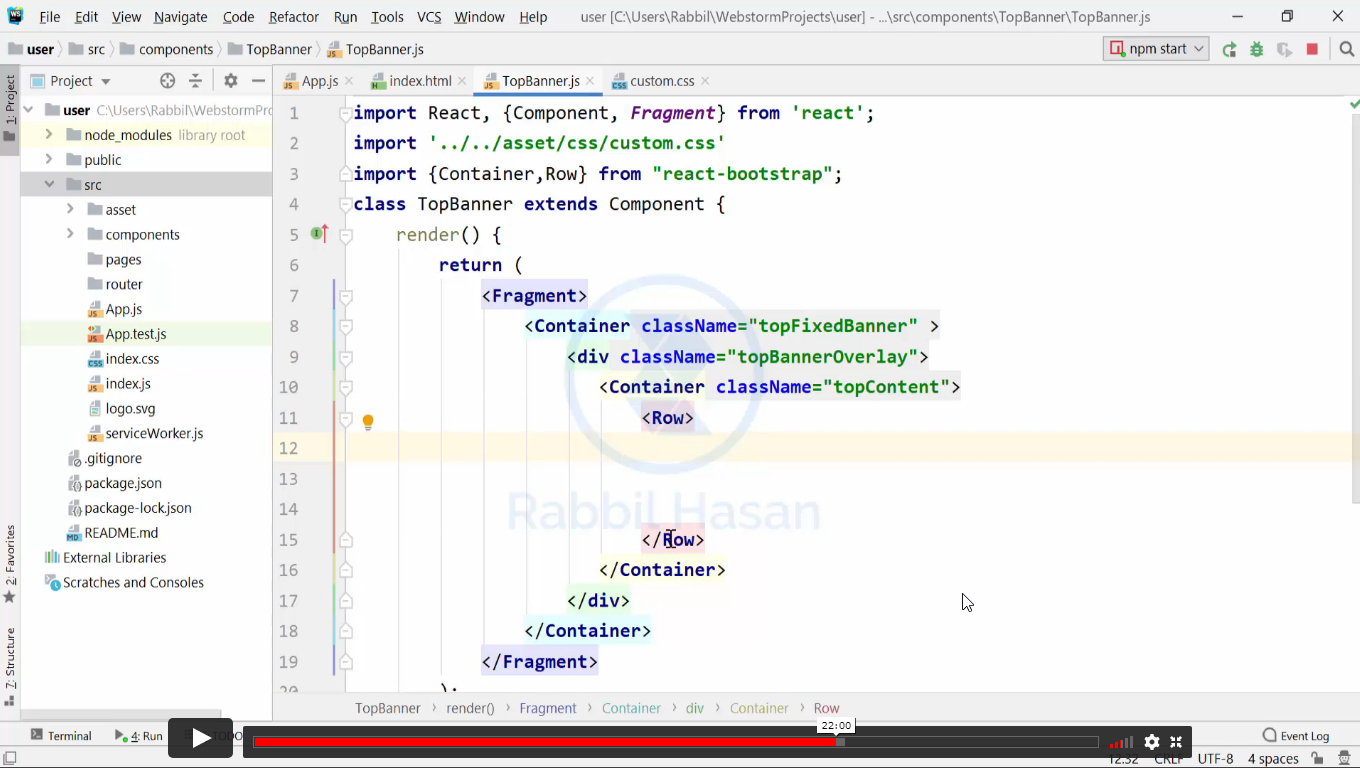 File Edit View Navigate Code Refactor Run Tools VCS Window Help user [C:\Users\Rabbil\WebstormProjects\user] - ...\src\components\TopBanner\TopBanner.js
user src components TopBanner TopBanner.js npm start
1: Project
Project
App.js index.html TopBanner.js custom.css
user C:\Users\Rabbil\WebstormPro
node_modules library root
public
src
asset
components
pages
router
App.js
App.test.js
index.css
index.js
logo.svg
serviceWorker.js
.gitignore
package.json
package-lock.json
README.md
External Libraries
Scratches and Consoles
2: Favorites
7: Structure
1 import React, {Component, Fragment} from 'react';
2 import '../../asset/css/custom.css'
3 import {Container,Row} from "react-bootstrap";
4 class TopBanner extends Component {
5 render() {
6 return (
7 <Fragment>
8 <Container className="topFixedBanner" >
9 <div className="topBannerOverlay">
10 <Container className="topContent">
11 <Row>
12
13
14
15 </Row>
16 </Container>
17 </div>
18 </Container>
19 </Fragment>
20 );
Rabbil Hasan
TopBanner render() Fragment Container div Container Row
22:00
Terminal 4: Run TODO Event Log
12:32 CRLF UTF-8 4 spaces